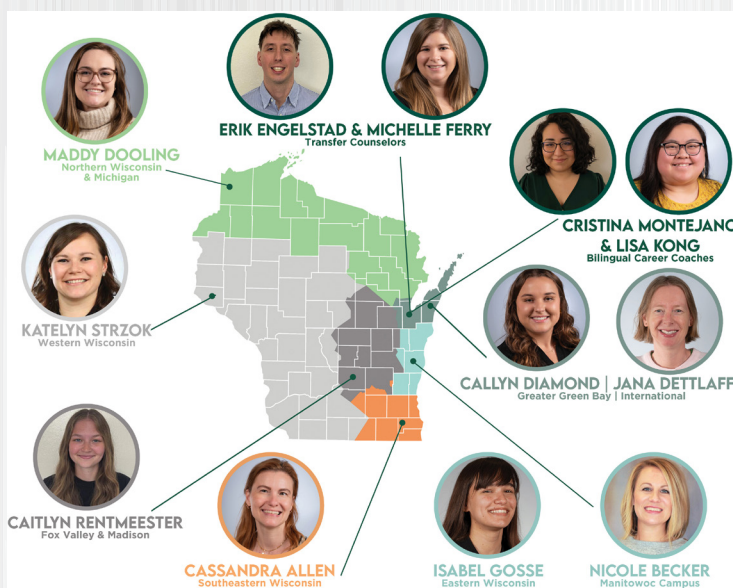 ERIK ENGELSTAD & MICHELLE FERRY
Transfer Counselors
MADDY DOOLING
Northern Wisconsin
& Michigan
CRISTINA MONTEJANO
& LISA KONG
Bilingual Career Coaches
KATELYN STRZOK
Western Wisconsin
CALLYN DIAMOND | JANA DETTLAFF
Greater Green Bay | International
CAITLYN RENTMEESTER
Fox Valley & Madison
CASSANDRA ALLEN
Southeastern Wisconsin
ISABEL GOSSE
Eastern Wisconsin
NICOLE BECKER
Manitowoc Campus